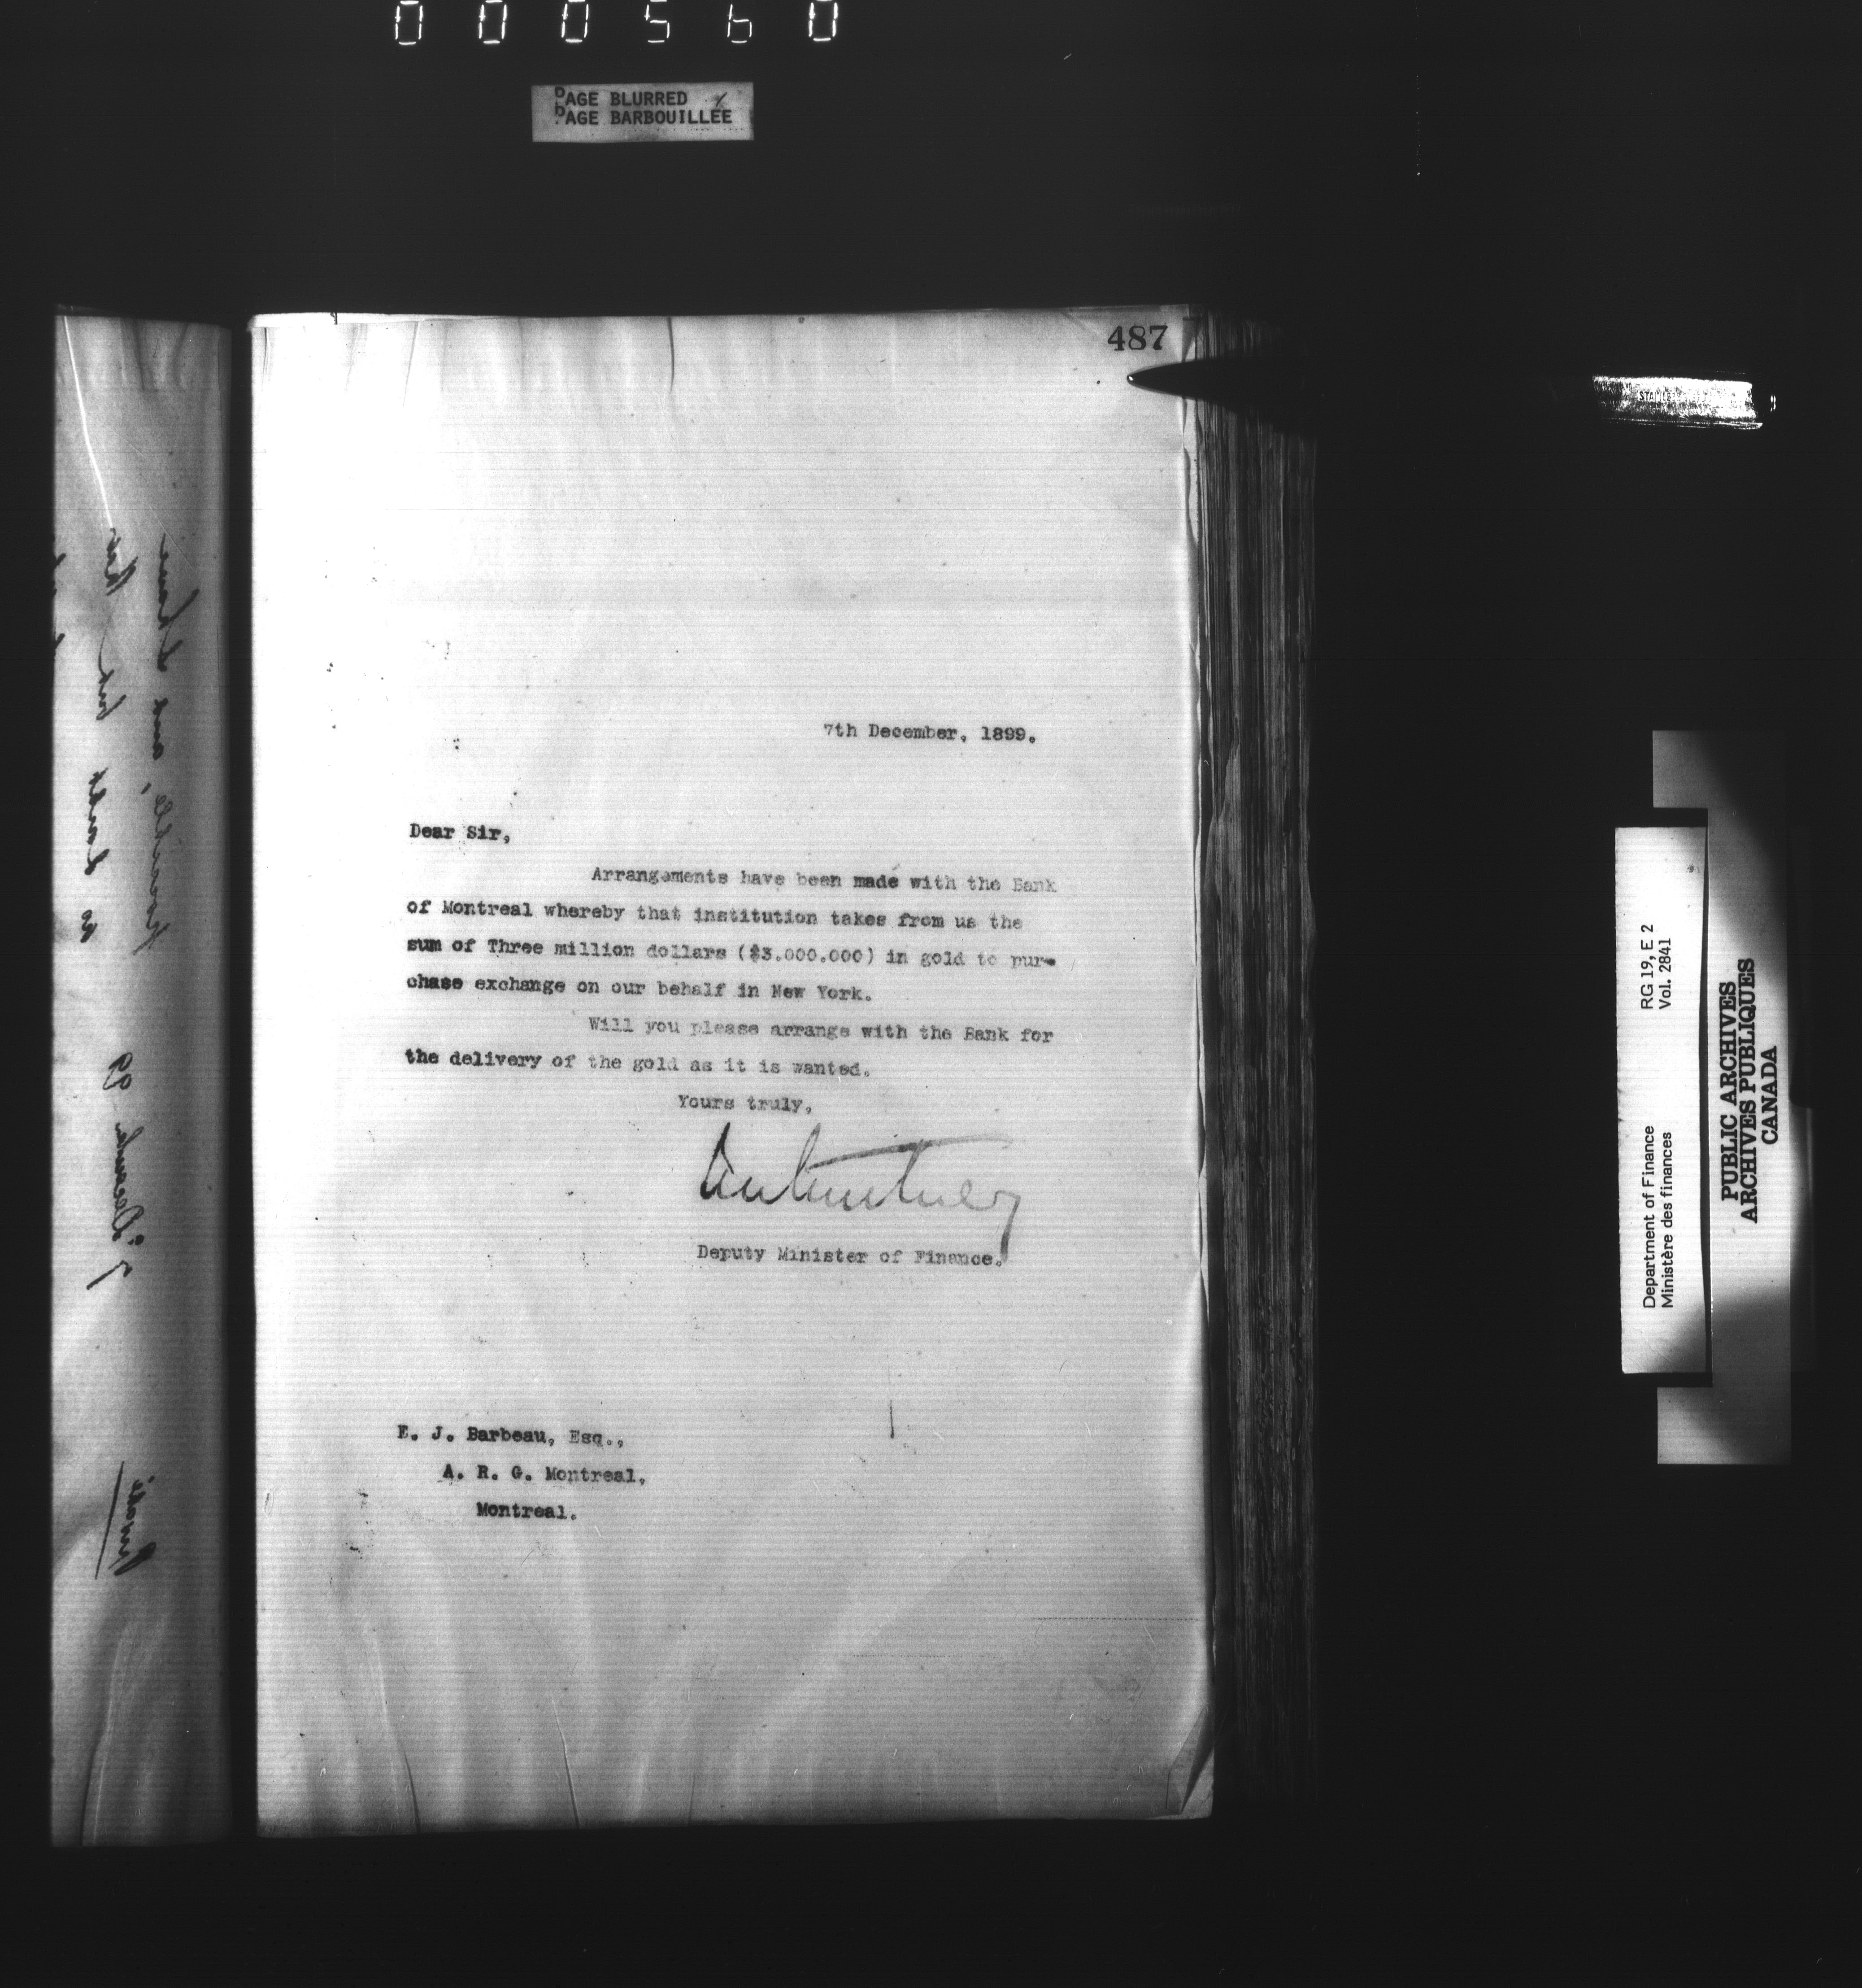 000560
PAGE BLURRED
PAGE BARBOUILLÉE
487
7th December, 1899.
Dear Sir,
Arrangements have been made with the Bank
of Montreal whereby that institution takes from us the
sum of Three million dollars ($3.000.000) in gold to pur-
chase exchange on our behalf in New York.
Will you please arrange with the Bank for
the delivery of the gold as it is wanted.
Yours truly,
Deputy Minister of Finance.
E. J. Barbeau, Esq.,
A. R. G. Montreal,
Montreal.
Department of Finance RG 19, E 2
Ministère des finances Vol. 2841
PUBLIC ARCHIVES
ARCHIVES PUBLIQUES
CANADA